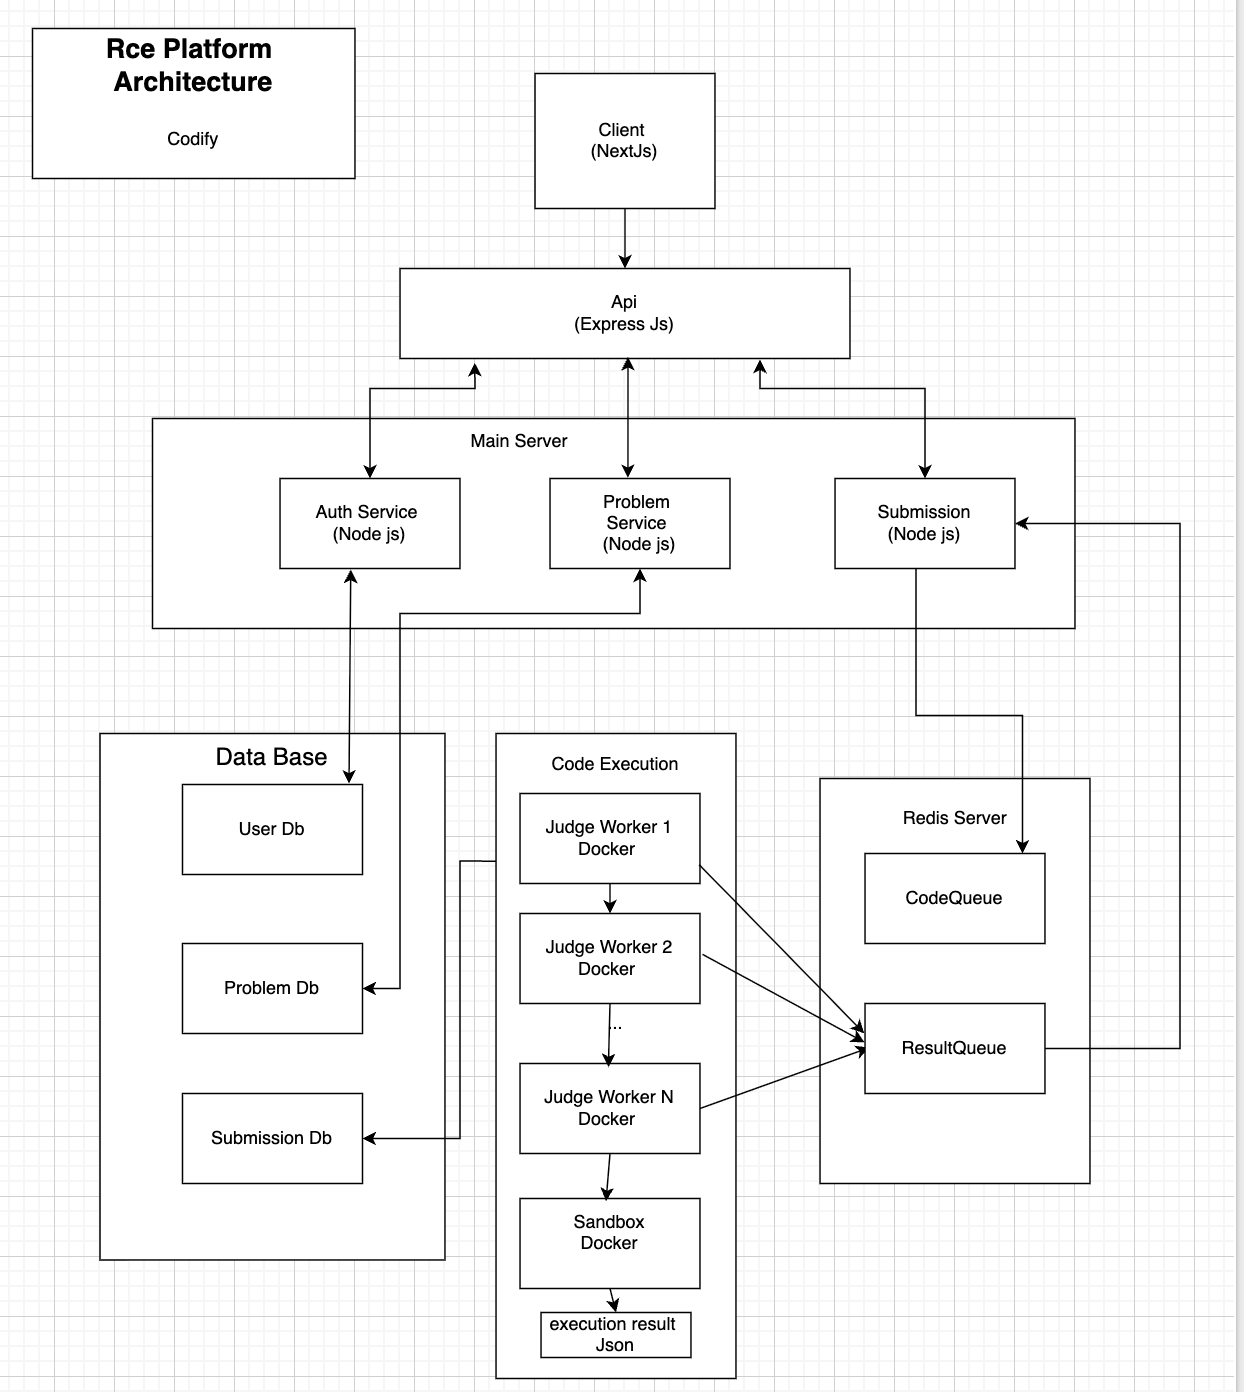 Rce Platform
Architecture
Codify
Client
(NextJs)
Api
(Express Js)
Main Server
Auth Service
(Node js)
Problem
Service
(Node js)
Submission
(Node js)
Data Base
User Db
Problem Db
Submission Db
Code Execution
Judge Worker 1
Docker
Judge Worker 2
Docker
...
Judge Worker N
Docker
Sandbox
Docker
execution result
Json
Redis Server
CodeQueue
ResultQueue